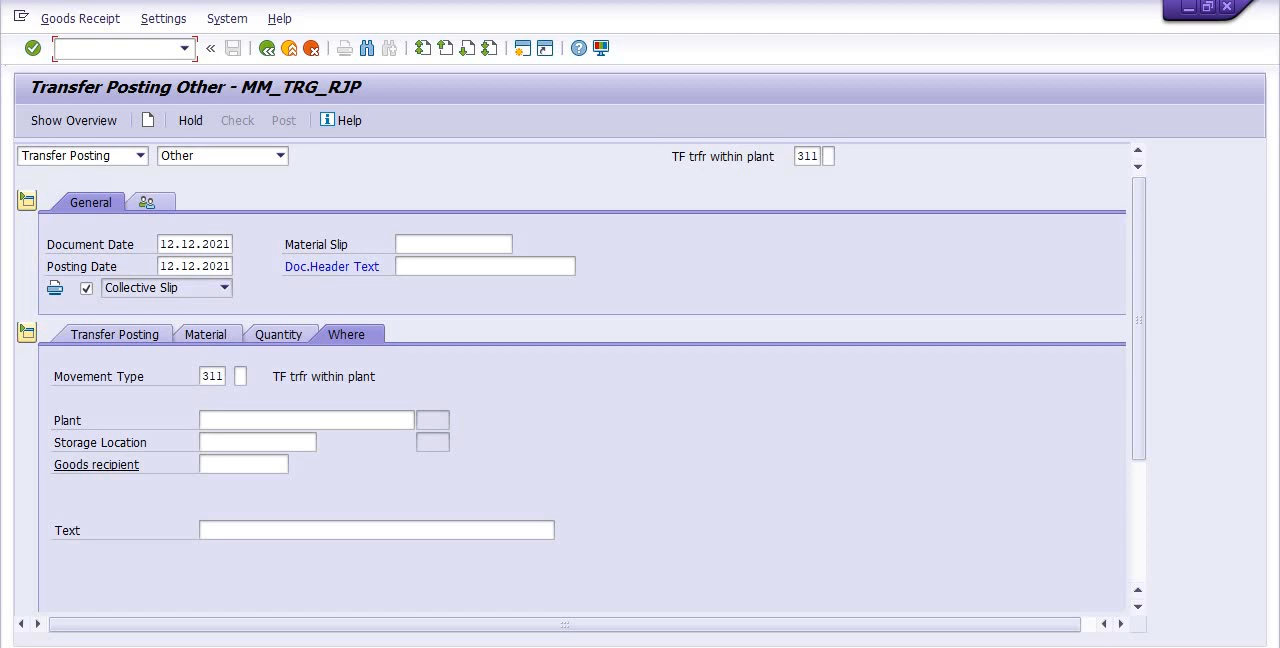 Goods Receipt Settings System Help
Transfer Posting Other - MM_TRG_RJP
Show Overview Hold Check Post Help
Transfer Posting Other TF trfr within plant 311
General
Document Date 12.12.2021 Material Slip
Posting Date 12.12.2021 Doc.Header Text
Collective Slip
Transfer Posting Material Quantity Where
Movement Type 311 TF trfr within plant
Plant
Storage Location
Goods recipient
Text